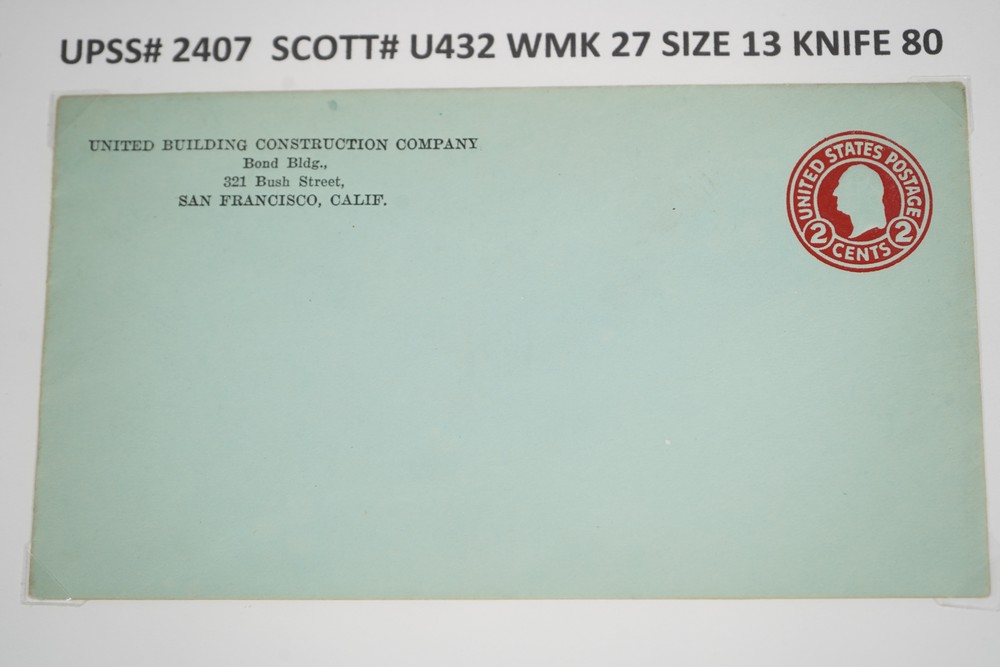 UPSS# 2407 SCOTT# U432 WMK 27 SIZE 13 KNIFE 80
UNITED BUILDING CONSTRUCTION COMPANY
Bond Bldg.,
321 Bush Street,
SAN FRANCISCO, CALIF.
UNITED STATES POSTAGE
2 CENTS 2